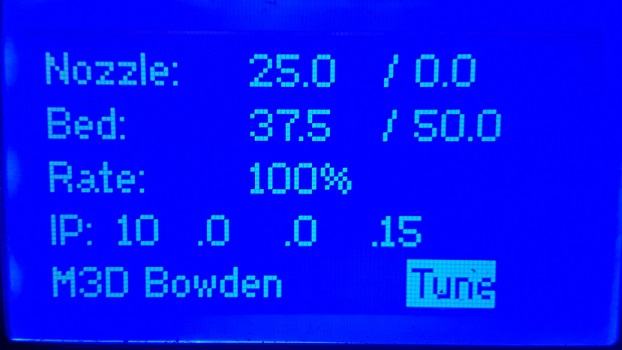 Nozzle: 25.0 / 0.0
Bed: 37.5 / 50.0
Rate: 100%
IP: 10 .0 .0 .15
M3D Bowden Tune